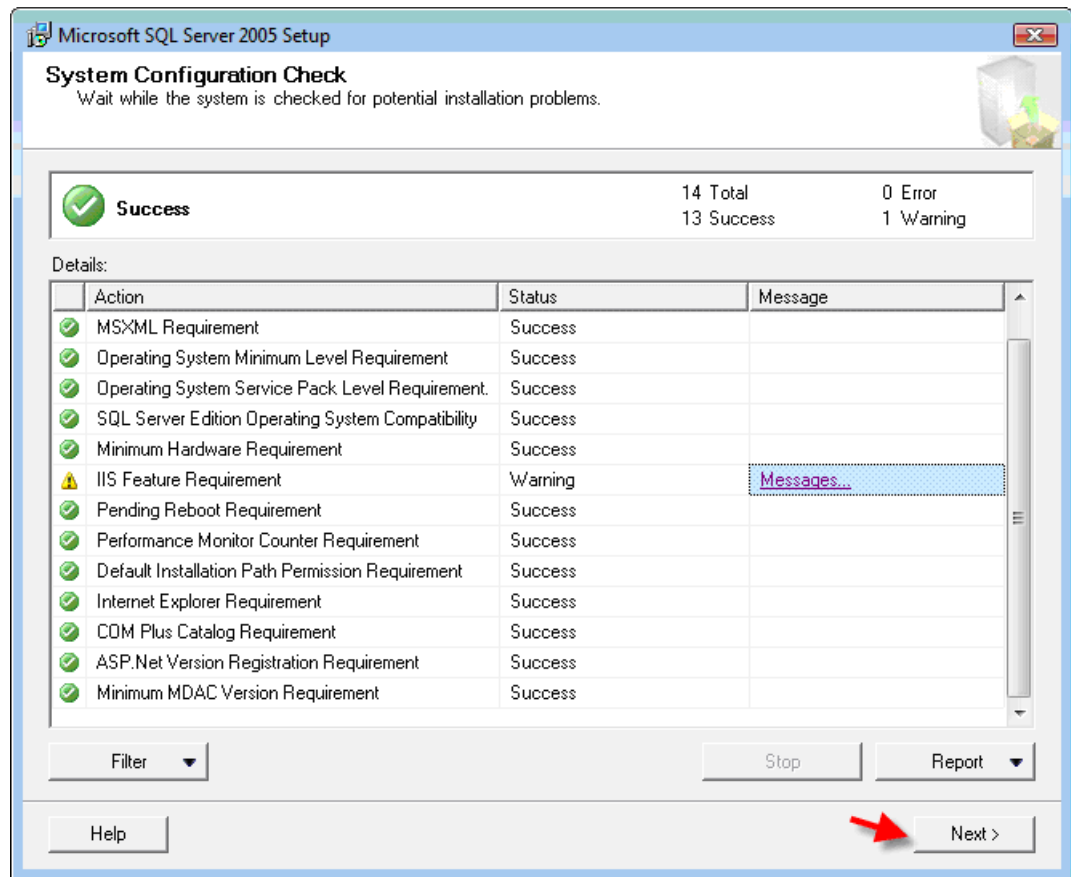 Microsoft SQL Server 2005 Setup
System Configuration Check
Wait while the system is checked for potential installation problems.
Success 14 Total 0 Error
13 Success 1 Warning
Details:
Action Status Message
MSXML Requirement Success
Operating System Minimum Level Requirement Success
Operating System Service Pack Level Requirement. Success
SQL Server Edition Operating System Compatibility Success
Minimum Hardware Requirement Success
IIS Feature Requirement Warning Messages...
Pending Reboot Requirement Success
Performance Monitor Counter Requirement Success
Default Installation Path Permission Requirement Success
Internet Explorer Requirement Success
COM Plus Catalog Requirement Success
ASP.Net Version Registration Requirement Success
Minimum MDAC Version Requirement Success
Filter Stop Report
Help Next >